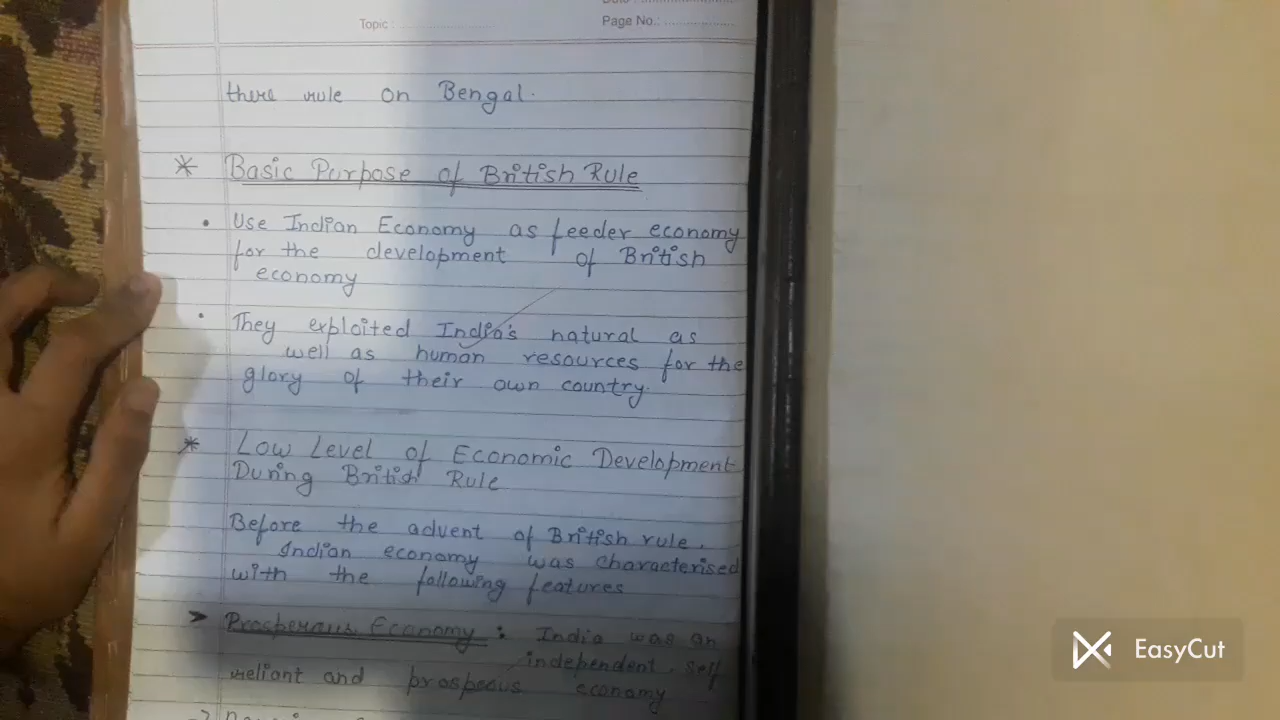 Topic :
Page No.:
there rule on Bengal.
* Basic Purpose of British Rule
• Use Indian Economy as feeder economy
for the development of British
economy
• They exploited India's natural as
well as human resources for the
glory of their own country.
* Low Level of Economic Development
During British Rule
Before the advent of British rule,
Indian economy was characterised
with the following features
> Prosperous Economy : India was an
independent, self
reliant and prospeous economy
EasyCut